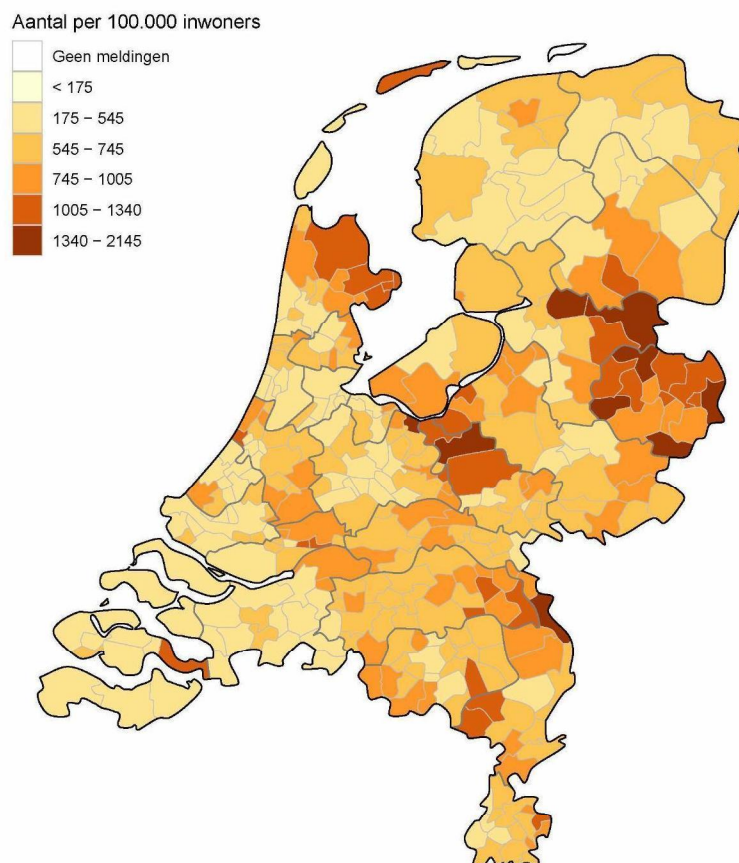 Aantal per 100.000 inwoners
Geen meldingen
< 175
175 – 545
545 – 745
745 – 1005
1005 – 1340
1340 – 2145